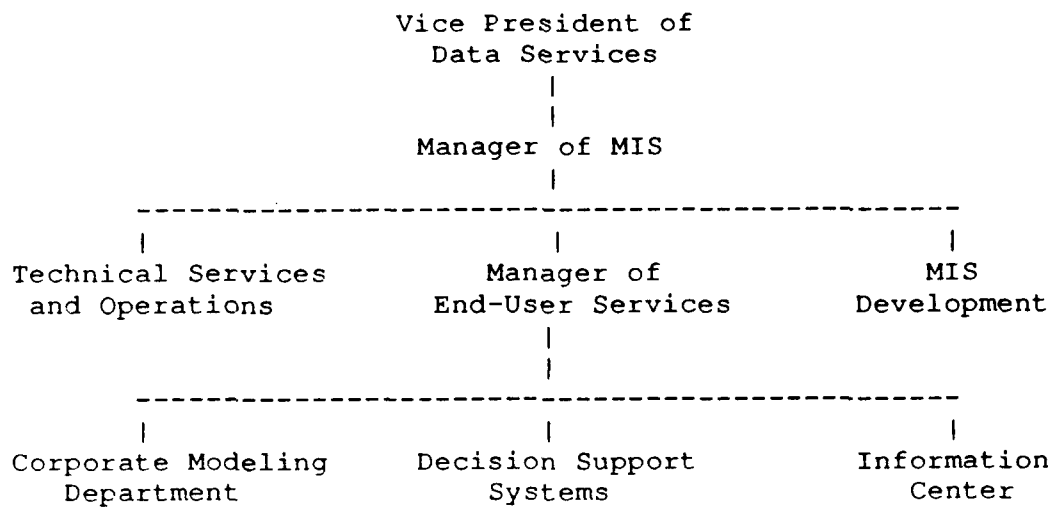 Vice President of
Data Services
Manager of MIS
Technical Services Manager of MIS
and Operations End-User Services Development
Corporate Modeling Decision Support Information
Department Systems Center